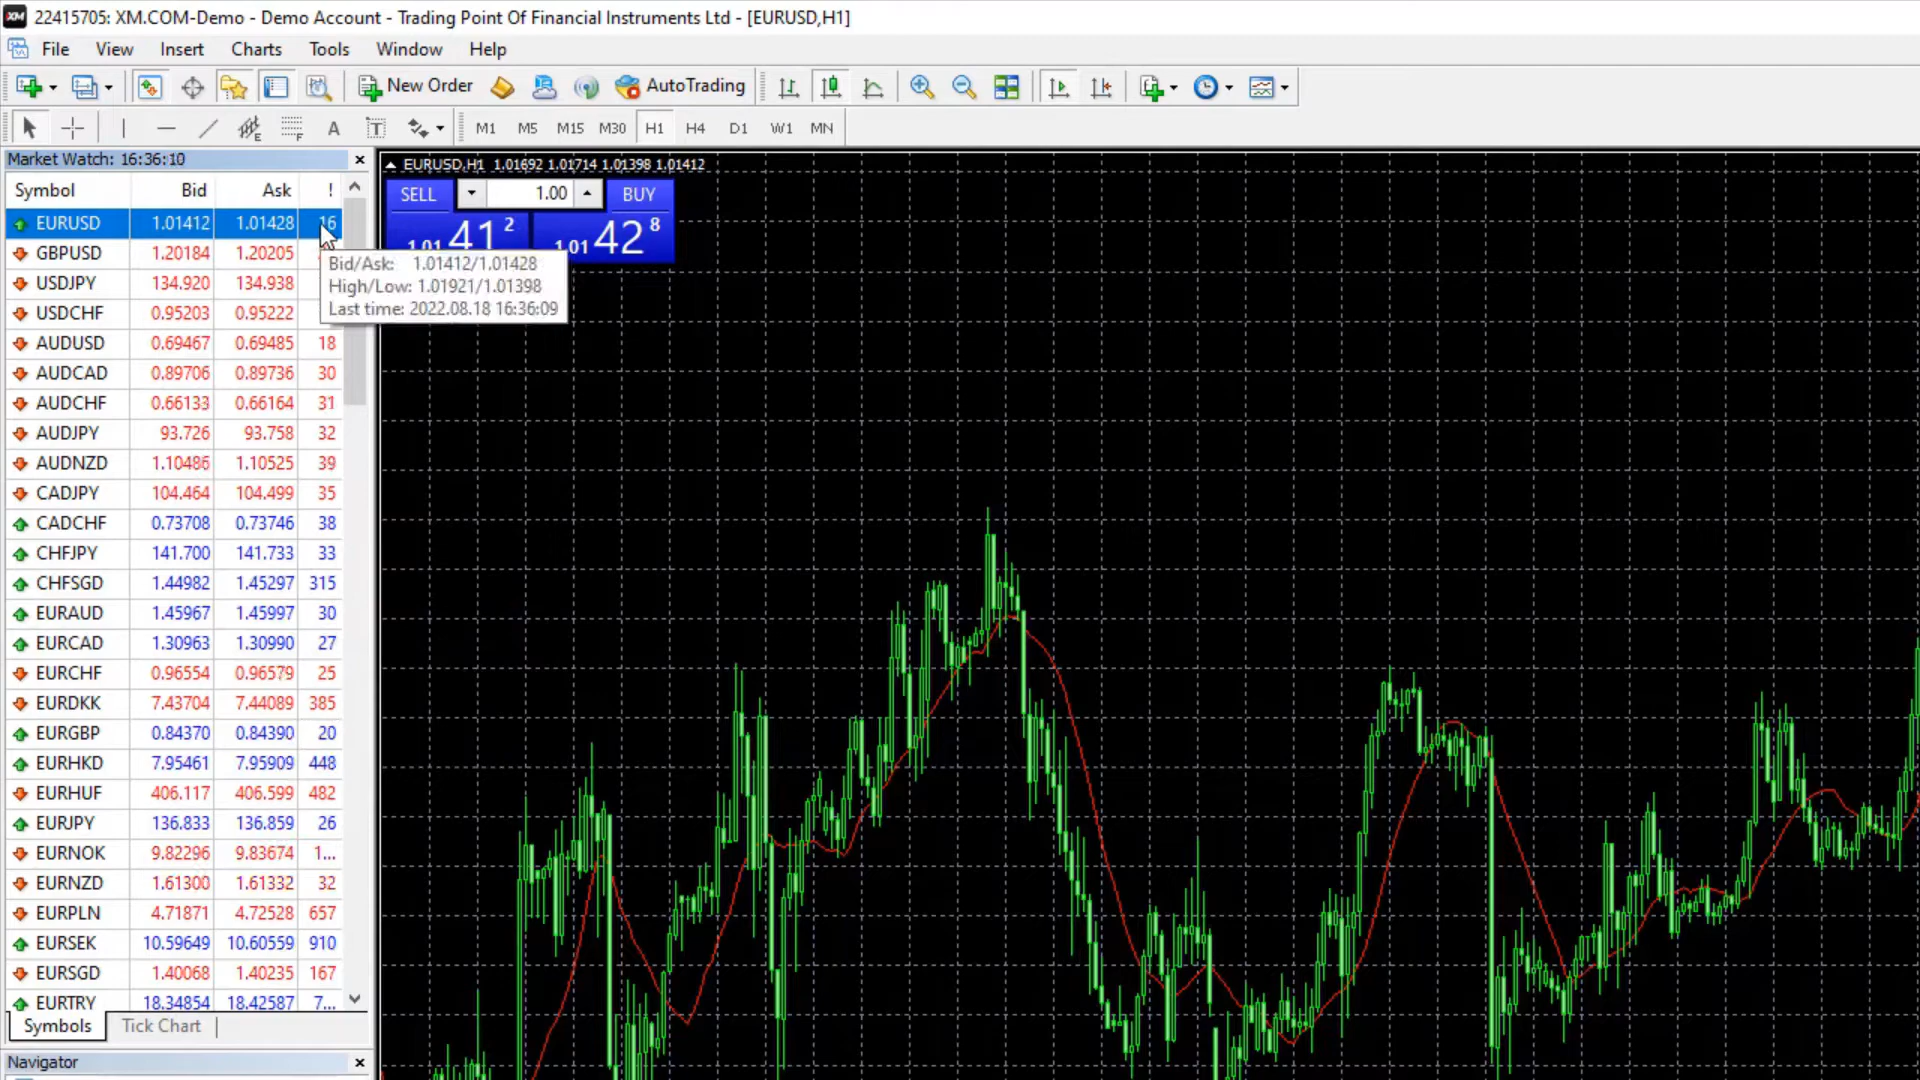 XM 22415705: XM.COM-Demo - Demo Account - Trading Point Of Financial Instruments Ltd - [EURUSD,H1]
File View Insert Charts Tools Window Help
New Order AutoTrading
E F A T M1 M5 M15 M30 H1 H4 D1 W1 MN
Market Watch: 16:36:10
EURUSD,H1 1.01692 1.01714 1.01398 1.01412
Symbol Bid Ask !
SELL 1.00 BUY
1.01 41 2 1.01 42 8
EURUSD 1.01412 1.01428 16
GBPUSD 1.20184 1.20205
Bid/Ask: 1.01412/1.01428
High/Low: 1.01921/1.01398
Last time: 2022.08.18 16:36:09
USDJPY 134.920 134.938
USDCHF 0.95203 0.95222
AUDUSD 0.69467 0.69485 18
AUDCAD 0.89706 0.89736 30
AUDCHF 0.66133 0.66164 31
AUDJPY 93.726 93.758 32
AUDNZD 1.10486 1.10525 39
CADJPY 104.464 104.499 35
CADCHF 0.73708 0.73746 38
CHFJPY 141.700 141.733 33
CHFSGD 1.44982 1.45297 315
EURAUD 1.45967 1.45997 30
EURCAD 1.30963 1.30990 27
EURCHF 0.96554 0.96579 25
EURDKK 7.43704 7.44089 385
EURGBP 0.84370 0.84390 20
EURHKD 7.95461 7.95909 448
EURHUF 406.117 406.599 482
EURJPY 136.833 136.859 26
EURNOK 9.82296 9.83674 1...
EURNZD 1.61300 1.61332 32
EURPLN 4.71871 4.72528 657
EURSEK 10.59649 10.60559 910
EURSGD 1.40068 1.40235 167
EURTRY 18.34854 18.42587 7...
Symbols Tick Chart
Navigator